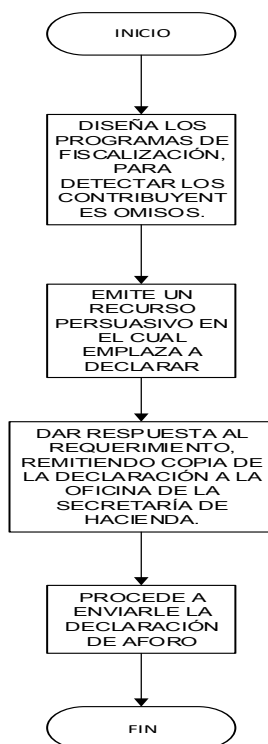 INICIO
DISEÑA LOS
PROGRAMAS DE
FISCALIZACIÓN,
PARA
DETECTAR LOS
CONTRIBUYENT
ES OMISOS.
EMITE UN
RECURSO
PERSUASIVO EN
EL CUAL
EMPLAZA A
DECLARAR
DAR RESPUESTA AL
REQUERIMIENTO,
REMITIENDO COPIA DE
LA DECLARACIÓN A LA
OFICINA DE LA
SECRETARÍA DE
HACIENDA.
PROCEDE A
ENVIARLE LA
DECLARACIÓN
DE AFORO
FIN